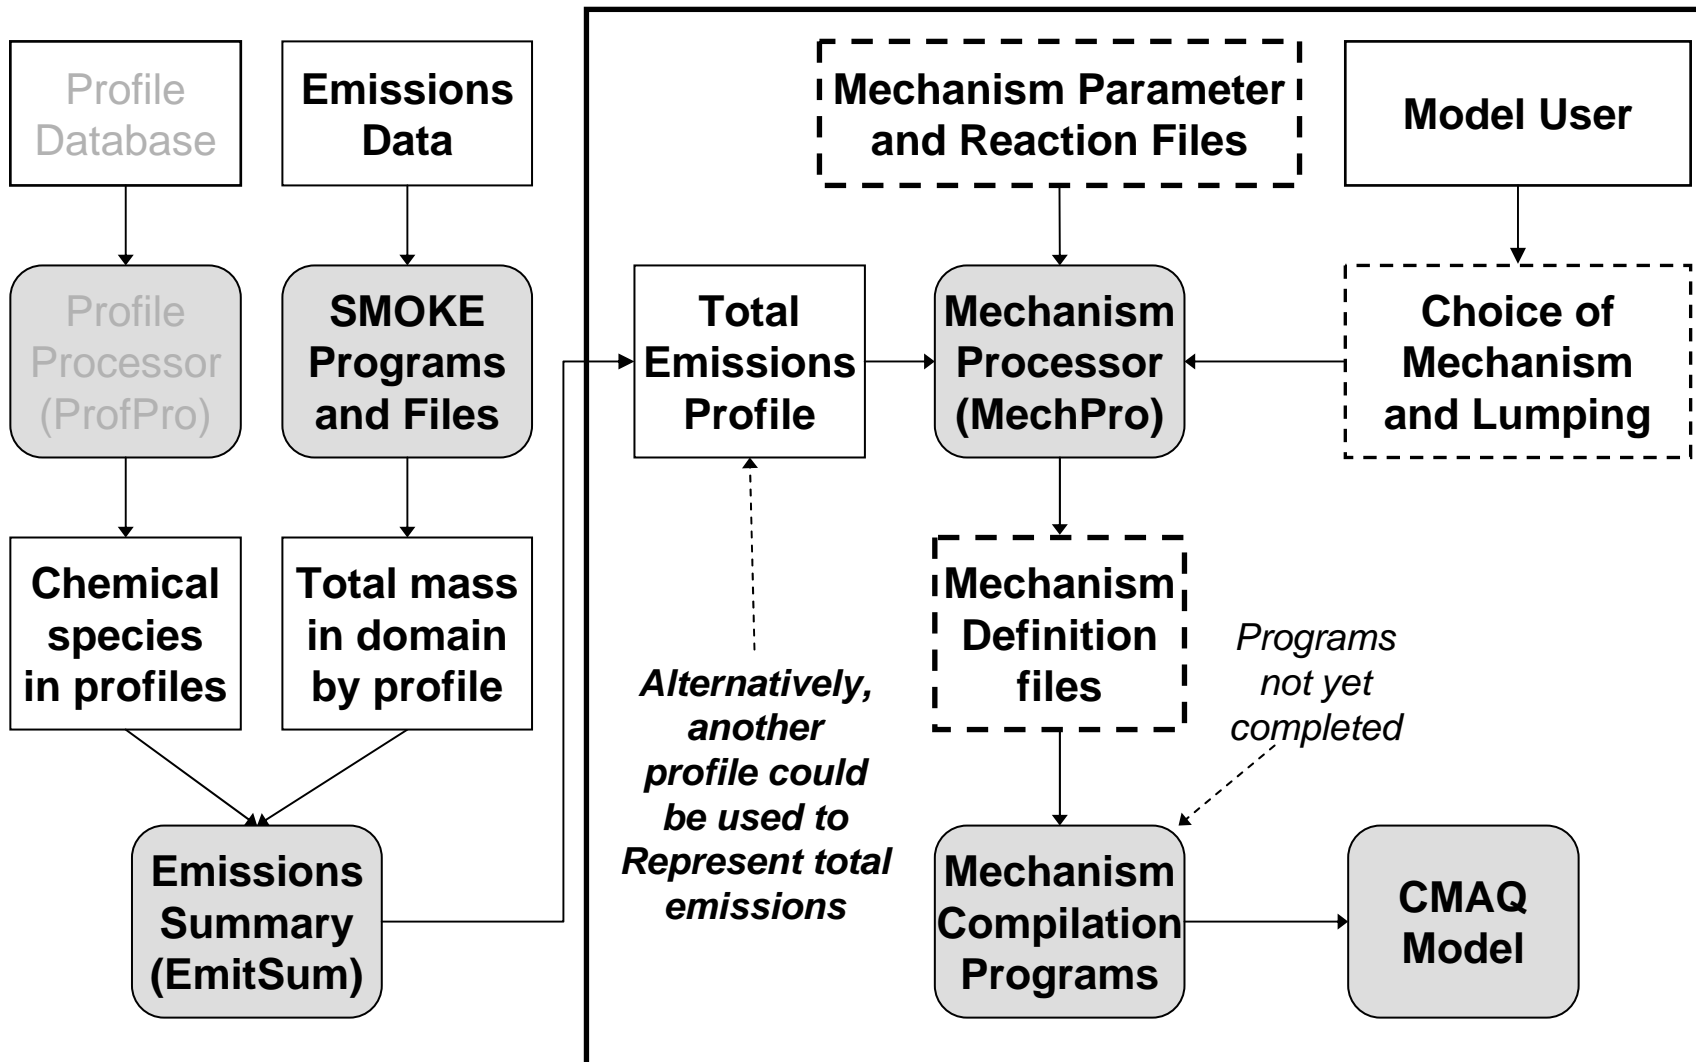 Profile
Database
Emissions
Data
Mechanism Parameter
and Reaction Files
Model User
Profile
Processor
(ProfPro)
SMOKE
Programs
and Files
Total
Emissions
Profile
Mechanism
Processor
(MechPro)
Choice of
Mechanism
and Lumping
Chemical
species
in profiles
Total mass
in domain
by profile
Alternatively,
another
profile could
be used to
Represent total
emissions
Mechanism
Definition
files
Programs
not yet
completed
Emissions
Summary
(EmitSum)
Mechanism
Compilation
Programs
CMAQ
Model